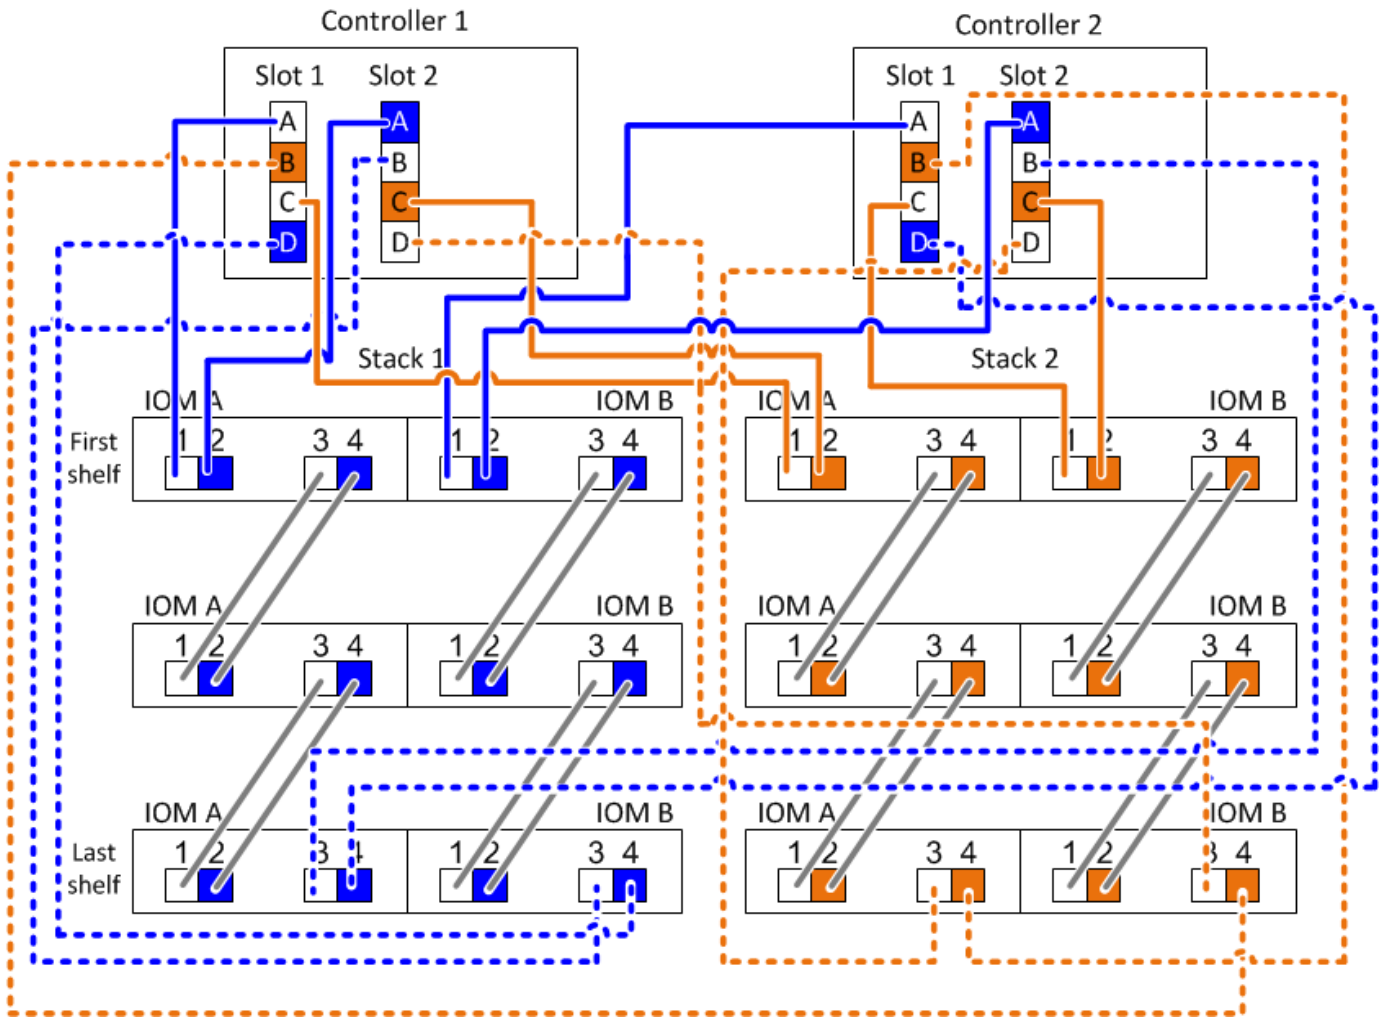 Controller 1
Controller 2
Slot 1 Slot 2
Slot 1 Slot 2
A A
B B
C C
D D
A A
B B
C C
D D
Stack 1
Stack 2
IOM A IOM B
IOM A IOM B
First
shelf
1 2 3 4 1 2 3 4
1 2 3 4 1 2 3 4
IOM A IOM B
IOM A IOM B
1 2 3 4 1 2 3 4
1 2 3 4 1 2 3 4
IOM A IOM B
IOM A IOM B
Last
shelf
1 2 3 4 1 2 3 4
1 2 3 4 1 2 3 4